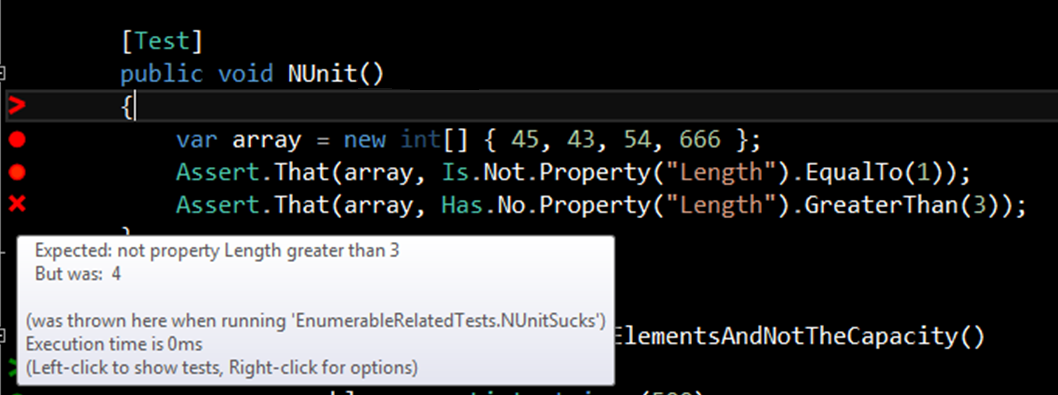 [Test]
public void NUnit()
{
var array = new int[] { 45, 43, 54, 666 };
Assert.That(array, Is.Not.Property("Length").EqualTo(1));
Assert.That(array, Has.No.Property("Length").GreaterThan(3));
Expected: not property Length greater than 3
But was: 4
(was thrown here when running 'EnumerableRelatedTests.NUnitSucks')
ElementsAndNotTheCapacity()
Execution time is 0ms
(Left-click to show tests, Right-click for options)